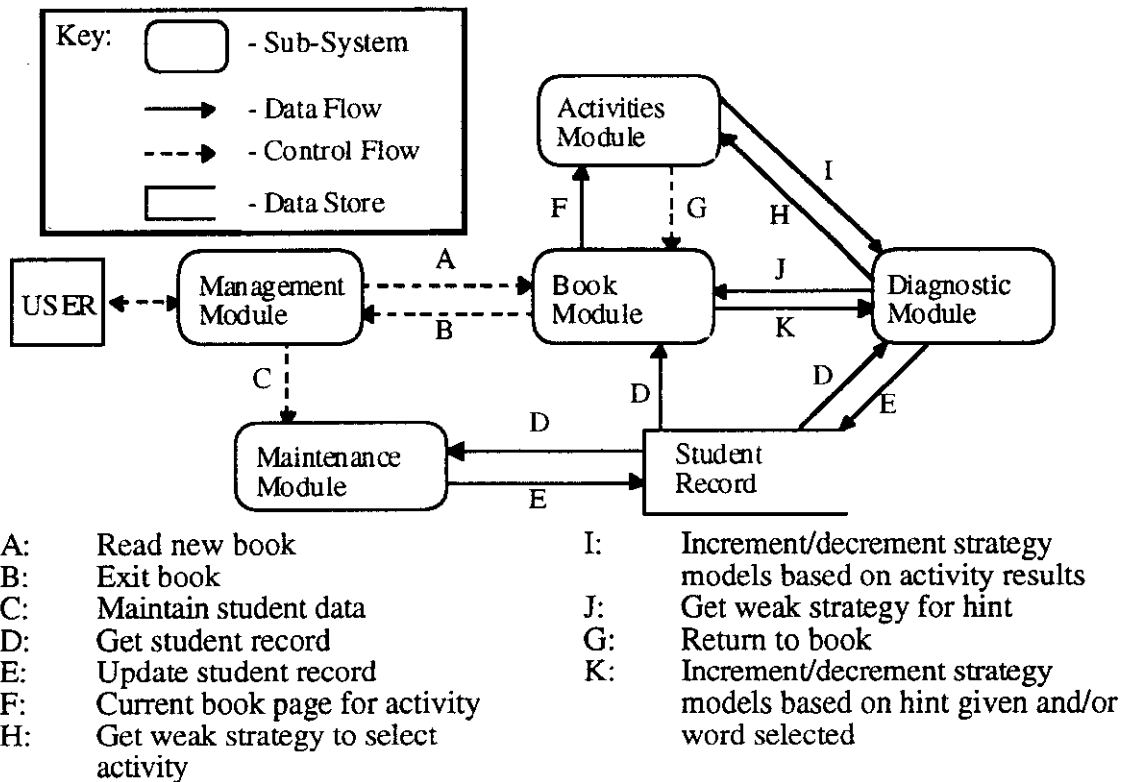 Key:
- Sub-System
- Data Flow
- Control Flow
- Data Store
Activities
Module
I
F
G
H
USER
Management
Module
A
B
Book
Module
J
K
Diagnostic
Module
C
D
D
E
Maintenance
Module
D
E
Student
Record
A: Read new book
B: Exit book
C: Maintain student data
D: Get student record
E: Update student record
F: Current book page for activity
H: Get weak strategy to select
activity
I: Increment/decrement strategy
models based on activity results
J: Get weak strategy for hint
G: Return to book
K: Increment/decrement strategy
models based on hint given and/or
word selected